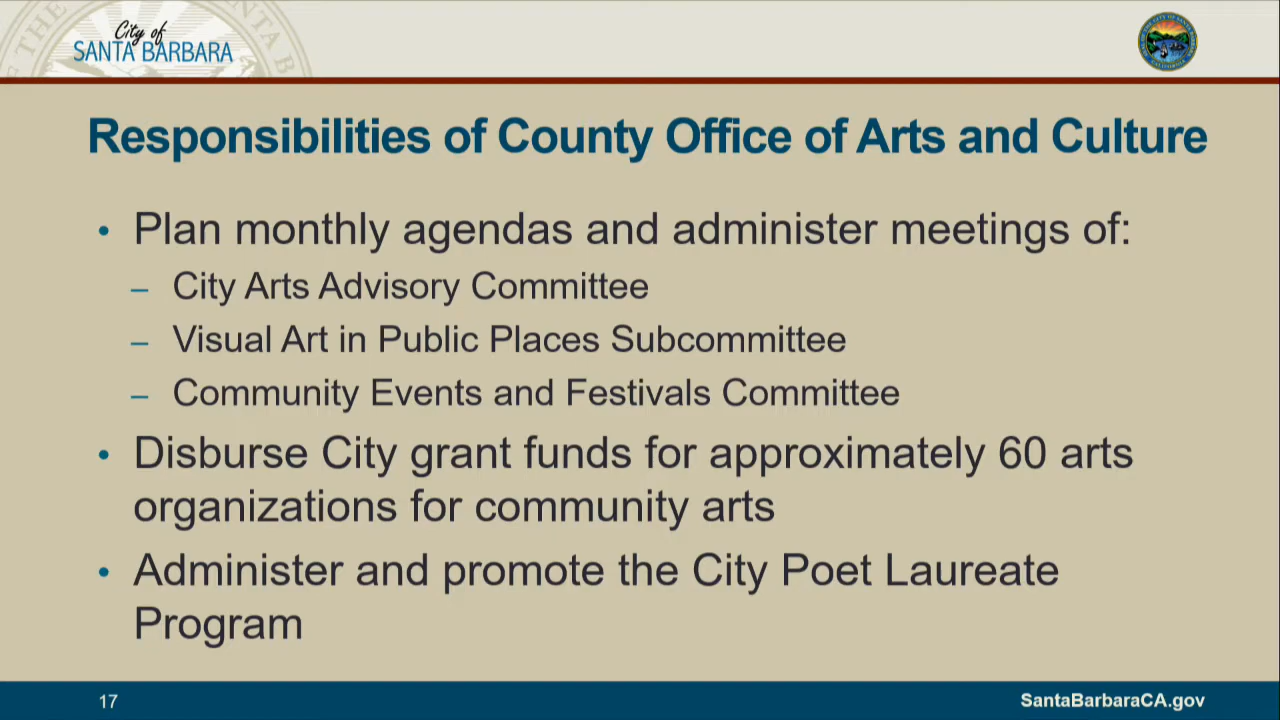 City of
SANTA BARBARA
Responsibilities of County Office of Arts and Culture
• Plan monthly agendas and administer meetings of:
– City Arts Advisory Committee
– Visual Art in Public Places Subcommittee
– Community Events and Festivals Committee
• Disburse City grant funds for approximately 60 arts
organizations for community arts
• Administer and promote the City Poet Laureate
Program
17
SantaBarbaraCA.gov